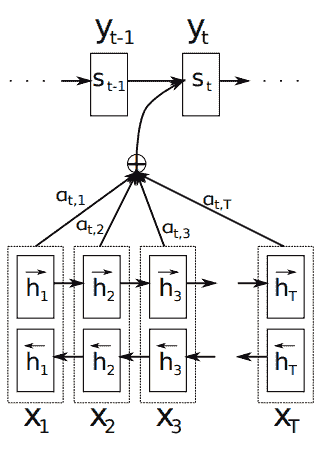 y_{t-1} y_t
. . . s_{t-1} s_t . . .
+
a_{t,1} a_{t,2} a_{t,3} a_{t,T}
\overrightarrow{h}_1 \overrightarrow{h}_2 \overrightarrow{h}_3 \overrightarrow{h}_T
\overleftarrow{h}_1 \overleftarrow{h}_2 \overleftarrow{h}_3 \overleftarrow{h}_T
x_1 x_2 x_3 x_T